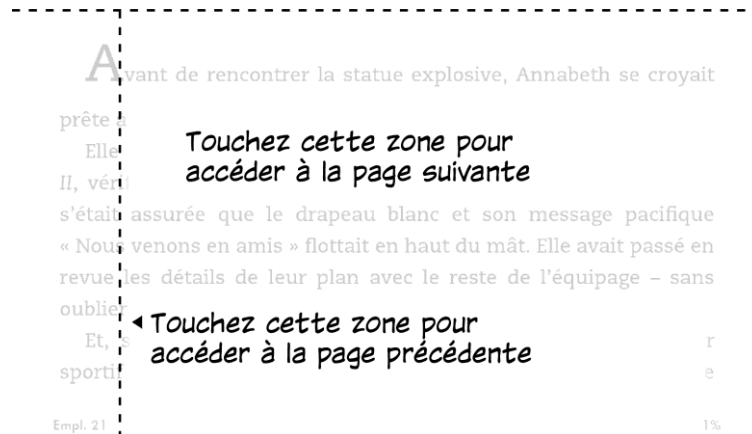 Avant de rencontrer la statue explosive, Annabeth se croyait
prête à
Touchez cette zone pour
Elle
accéder à la page suivante
II, véri
s'était assurée que le drapeau blanc et son message pacifique
« Nous venons en amis » flottait en haut du mât. Elle avait passé en
revue les détails de leur plan avec le reste de l'équipage – sans
oublier
Touchez cette zone pour
Et, s r
accéder à la page précédente
sportif e
Empl. 21 1%